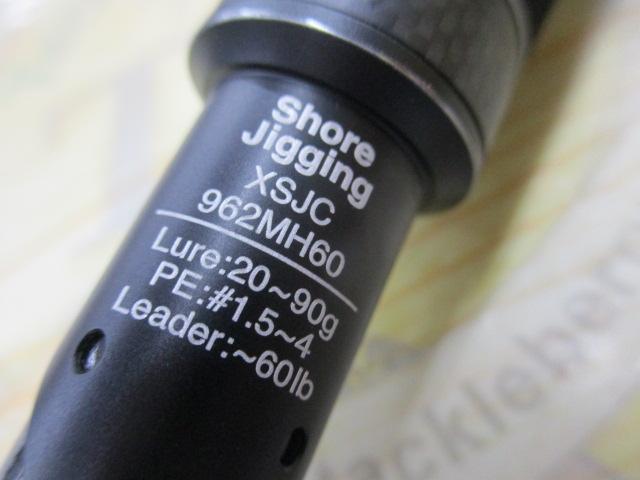 Shore
Jigging
XSJC
962MH60
Lure:20~90g
PE:#1.5~4
Leader:~60lb